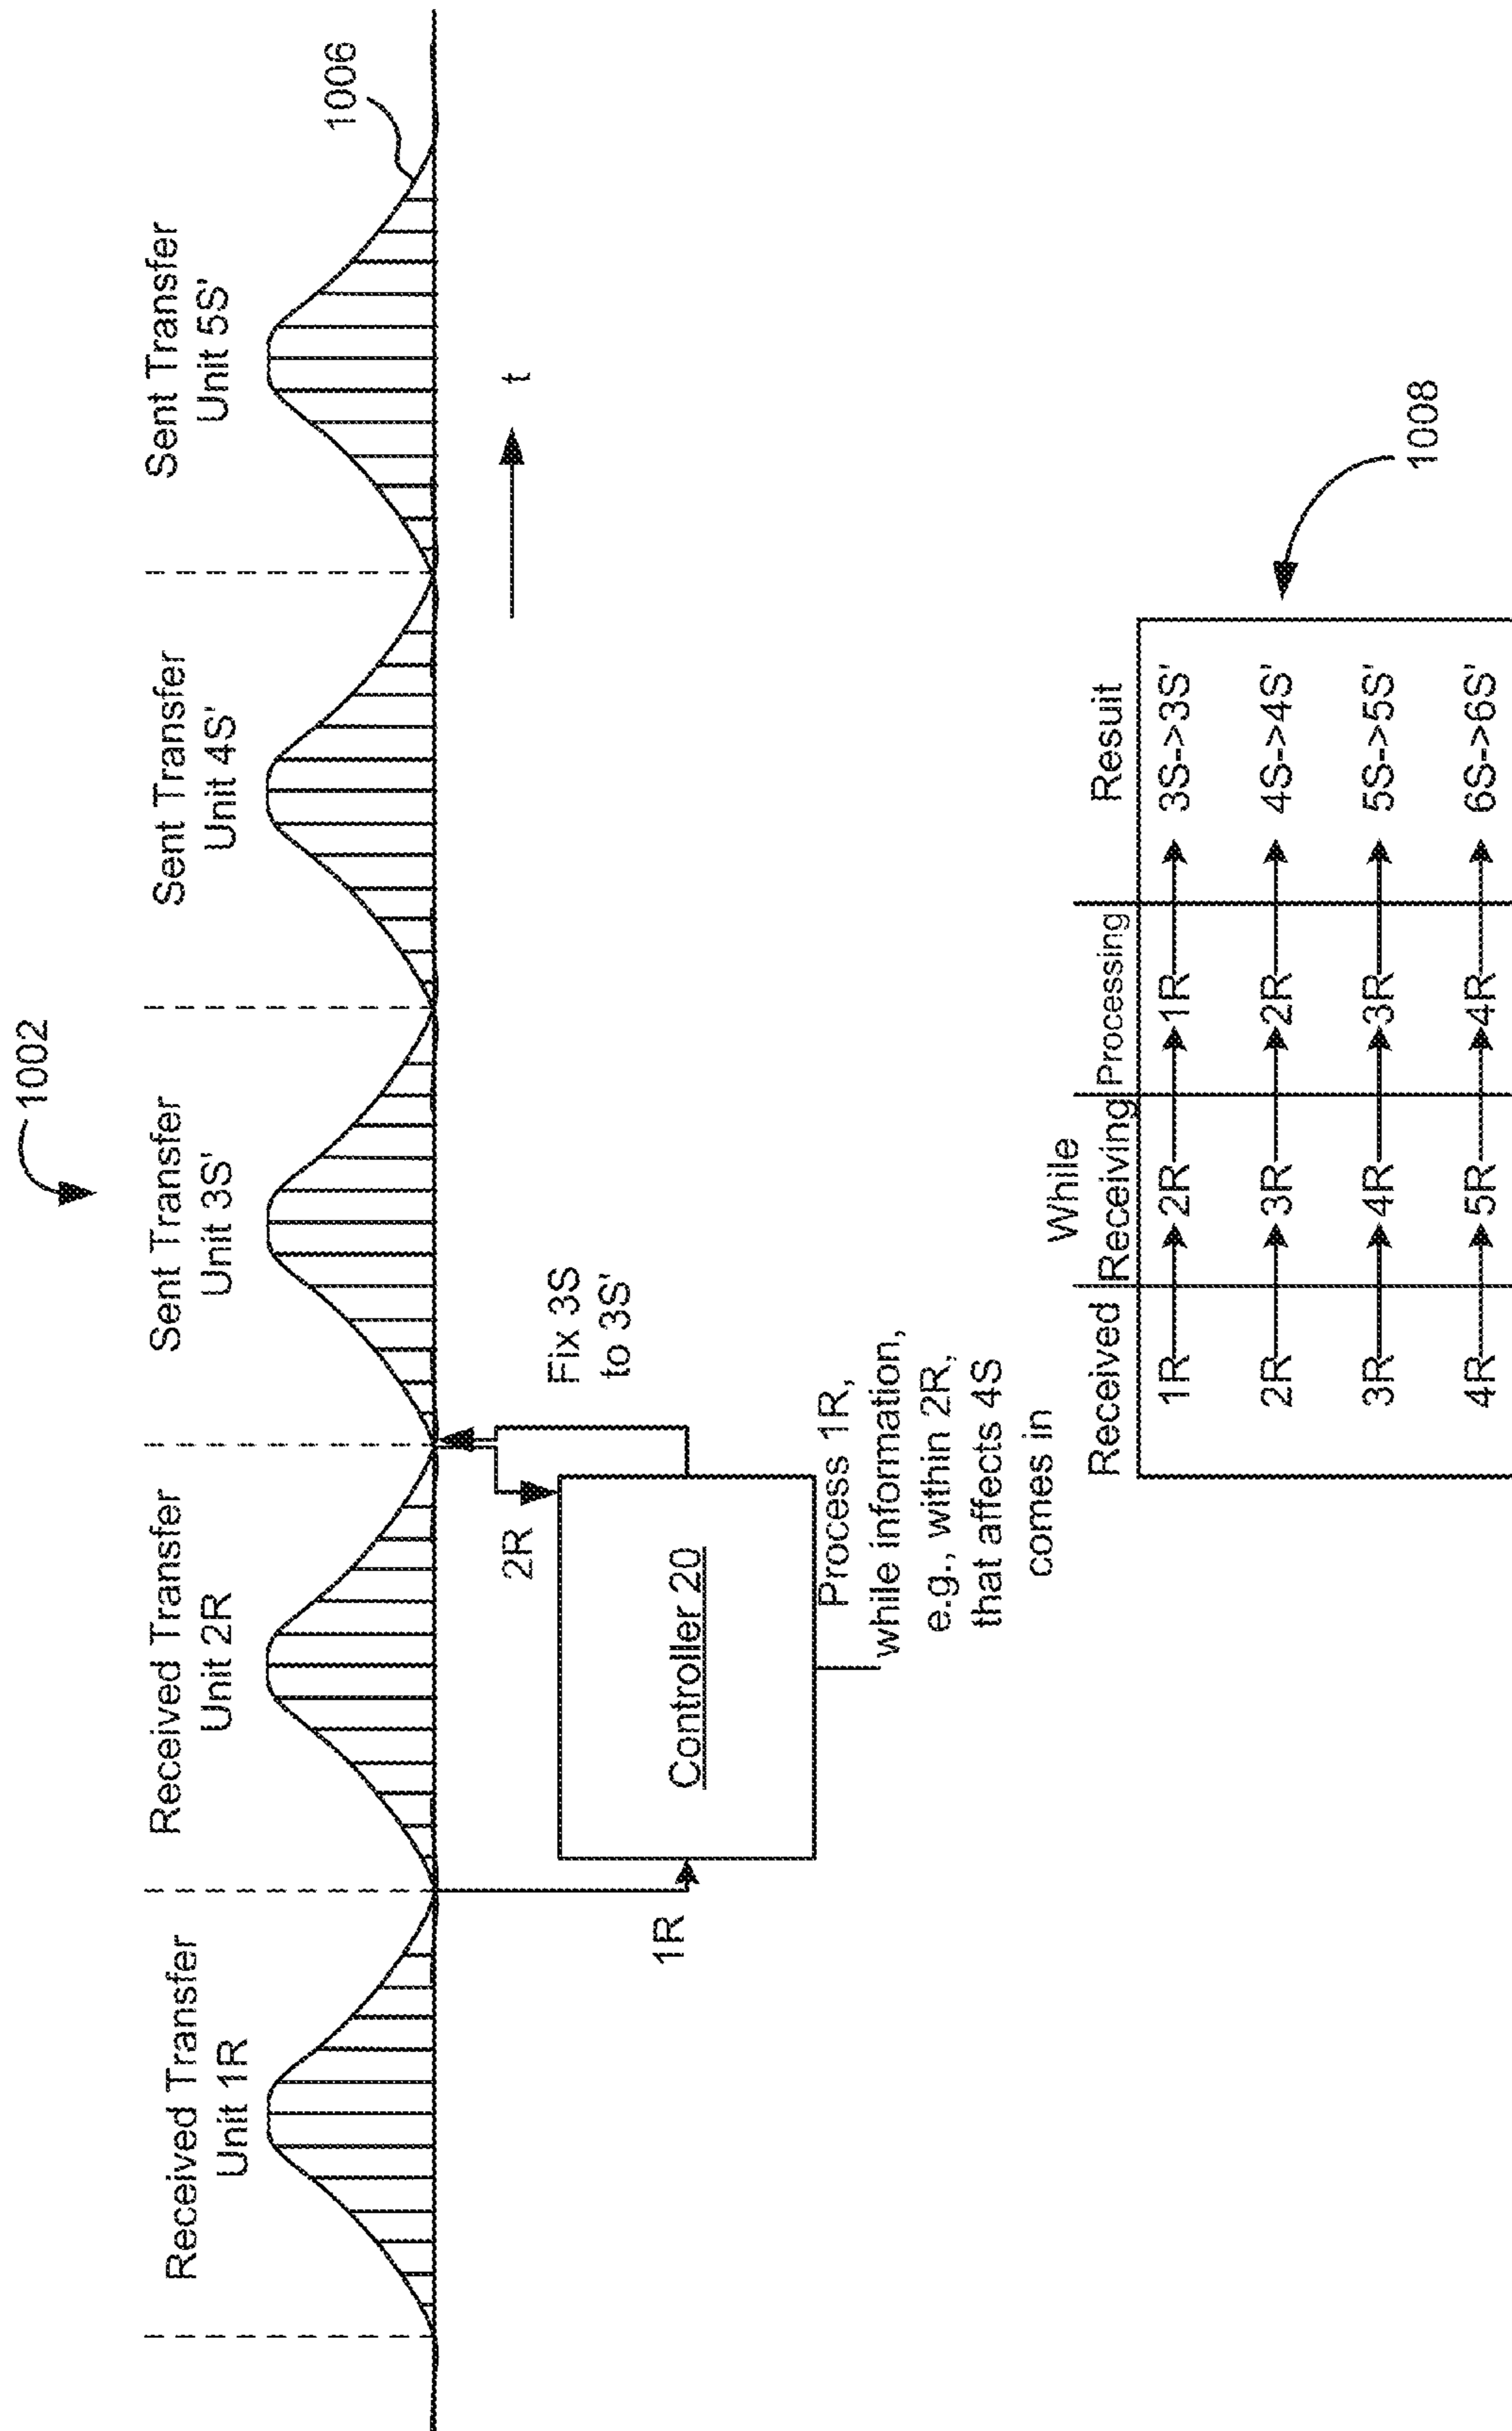 1002
Received Transfer
Unit 1R
Received Transfer
Unit 2R
Sent Transfer
Unit 3S'
Sent Transfer
Unit 4S'
Sent Transfer
Unit 5S'
1006
t
1R
2R
Controller 20
Fix 3S
to 3S'
Process 1R,
while information,
e.g., within 2R,
that affects 4S
comes in
While
Received Receiving Processing Result
1R 2R 1R 3S->3S'
2R 3R 2R 4S->4S'
3R 4R 3R 5S->5S'
4R 5R 4R 6S->6S'
1008